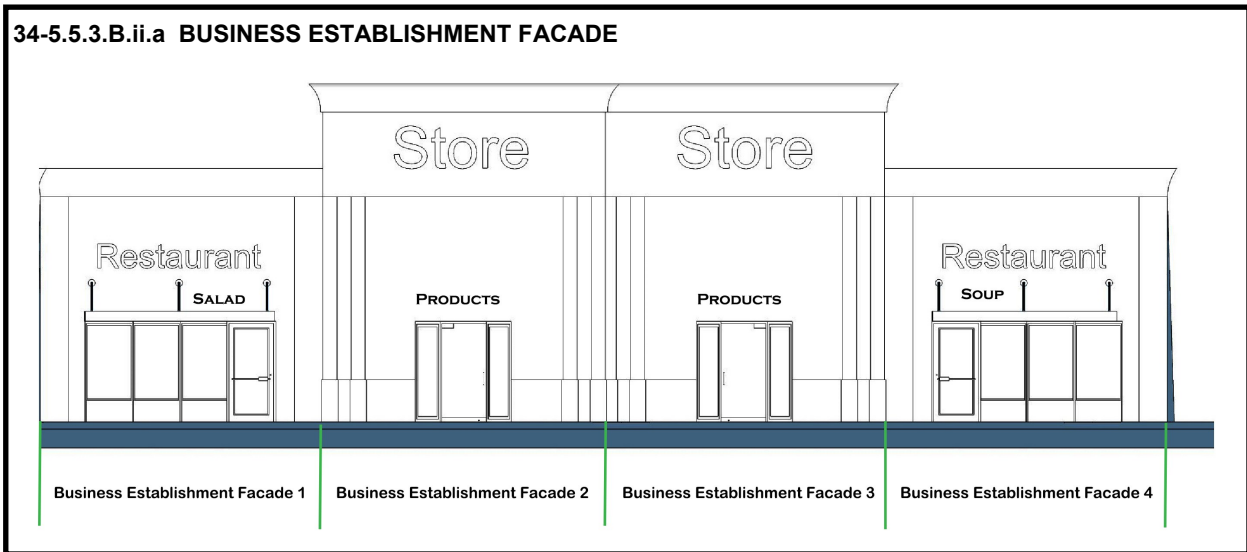 34-5.5.3.B.ii.a BUSINESS ESTABLISHMENT FACADE
Store
Store
Restaurant
Restaurant
SALAD
PRODUCTS
PRODUCTS
SOUP
Business Establishment Facade 1
Business Establishment Facade 2
Business Establishment Facade 3
Business Establishment Facade 4